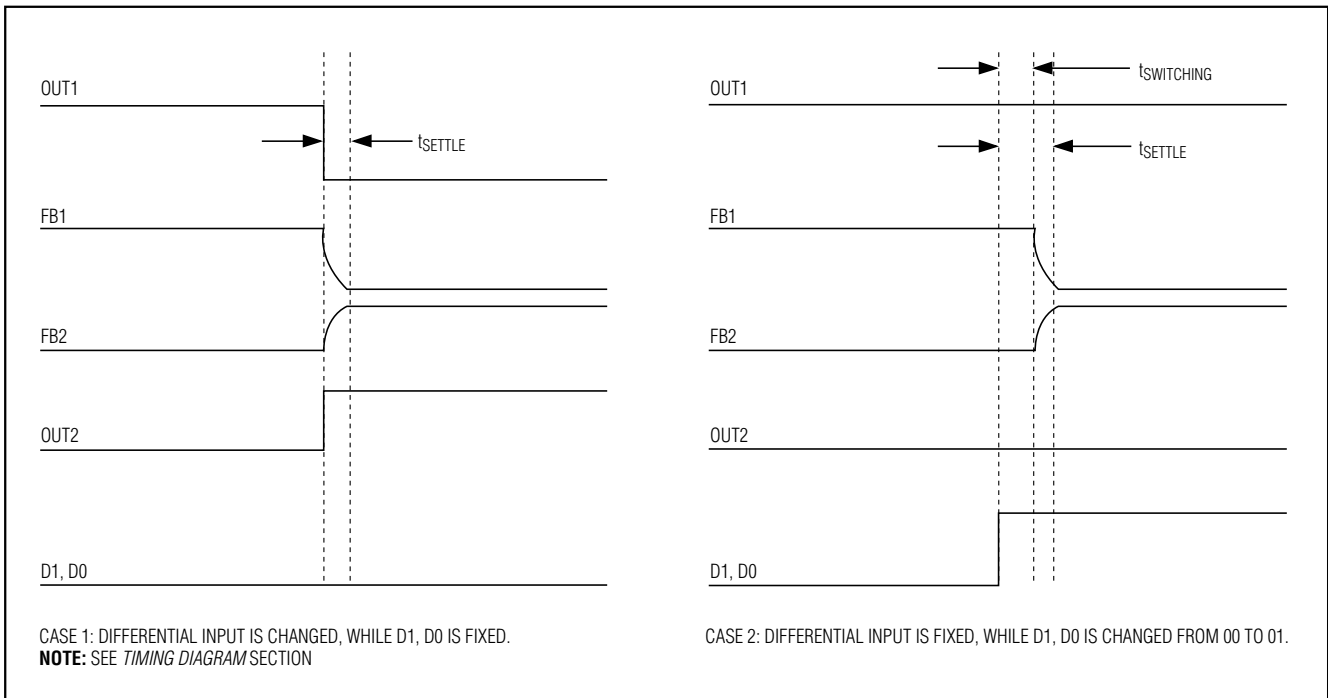 OUT1
tSETTLE
FB1
FB2
OUT2
D1, D0
CASE 1: DIFFERENTIAL INPUT IS CHANGED, WHILE D1, D0 IS FIXED.
NOTE: SEE TIMING DIAGRAM SECTION
tSWITCHING
OUT1
tSETTLE
FB1
FB2
OUT2
D1, D0
CASE 2: DIFFERENTIAL INPUT IS FIXED, WHILE D1, D0 IS CHANGED FROM 00 TO 01.